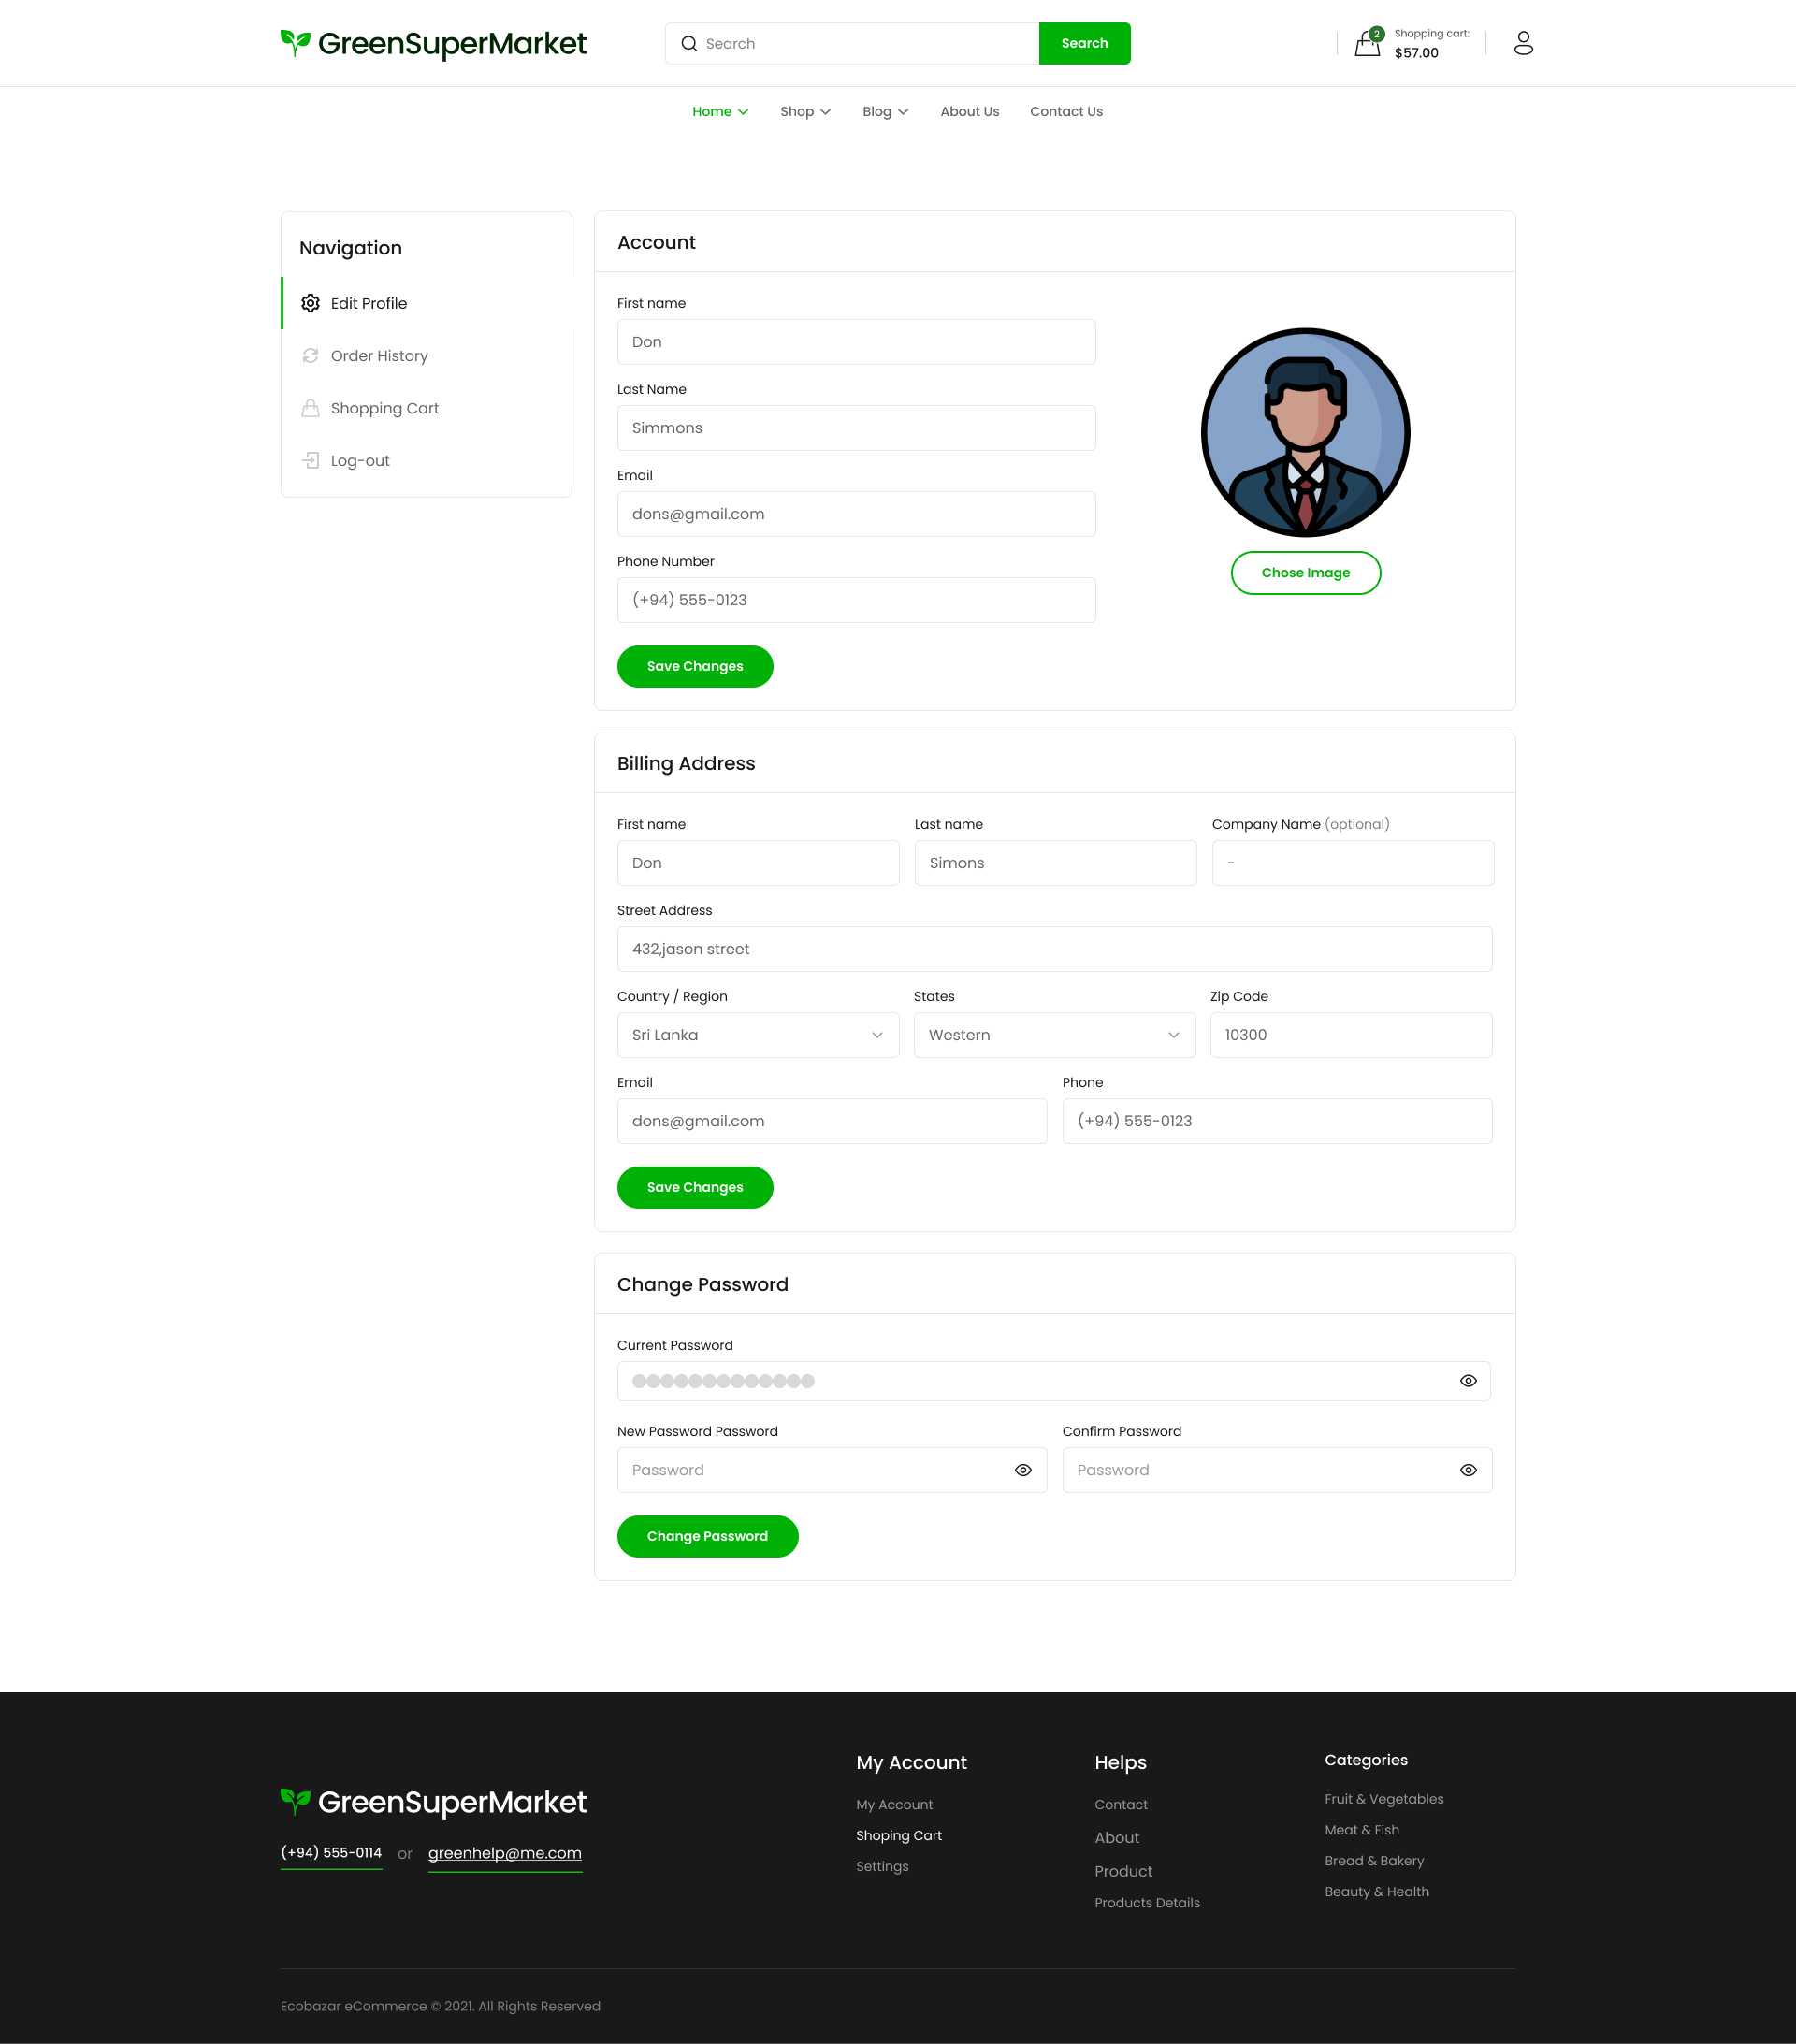 GreenSuperMarket
Search
Search
2
Shopping cart:
$57.00
Home
Shop
Blog
About Us
Contact Us
Navigation
Edit Profile
Order History
Shopping Cart
Log-out
Account
First name
Don
Last Name
Simmons
Email
dons@gmail.com
Phone Number
(+94) 555-0123
Save Changes
Chose Image
Billing Address
First name
Last name
Company Name (optional)
Don
Simons
-
Street Address
432,jason street
Country / Region
States
Zip Code
Sri Lanka
Western
10300
Email
Phone
dons@gmail.com
(+94) 555-0123
Save Changes
Change Password
Current Password
New Password Password
Confirm Password
Password
Password
Change Password
GreenSuperMarket
(+94) 555-0114 or greenhelp@me.com
My Account
My Account
Shoping Cart
Settings
Helps
Contact
About
Product
Products Details
Categories
Fruit & Vegetables
Meat & Fish
Bread & Bakery
Beauty & Health
Ecobazar eCommerce © 2021. All Rights Reserved